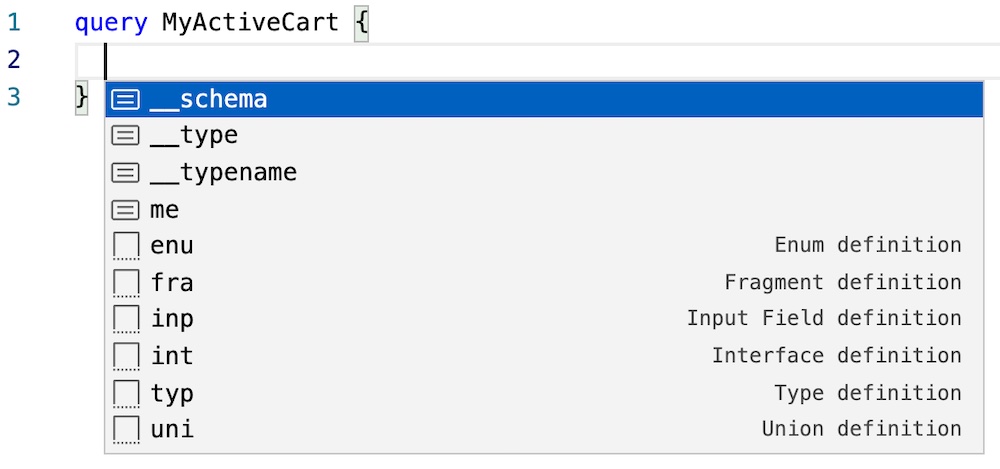 1 query MyActiveCart {
2
3 }
__schema
__type
__typename
me
enu Enum definition
fra Fragment definition
inp Input Field definition
int Interface definition
typ Type definition
uni Union definition